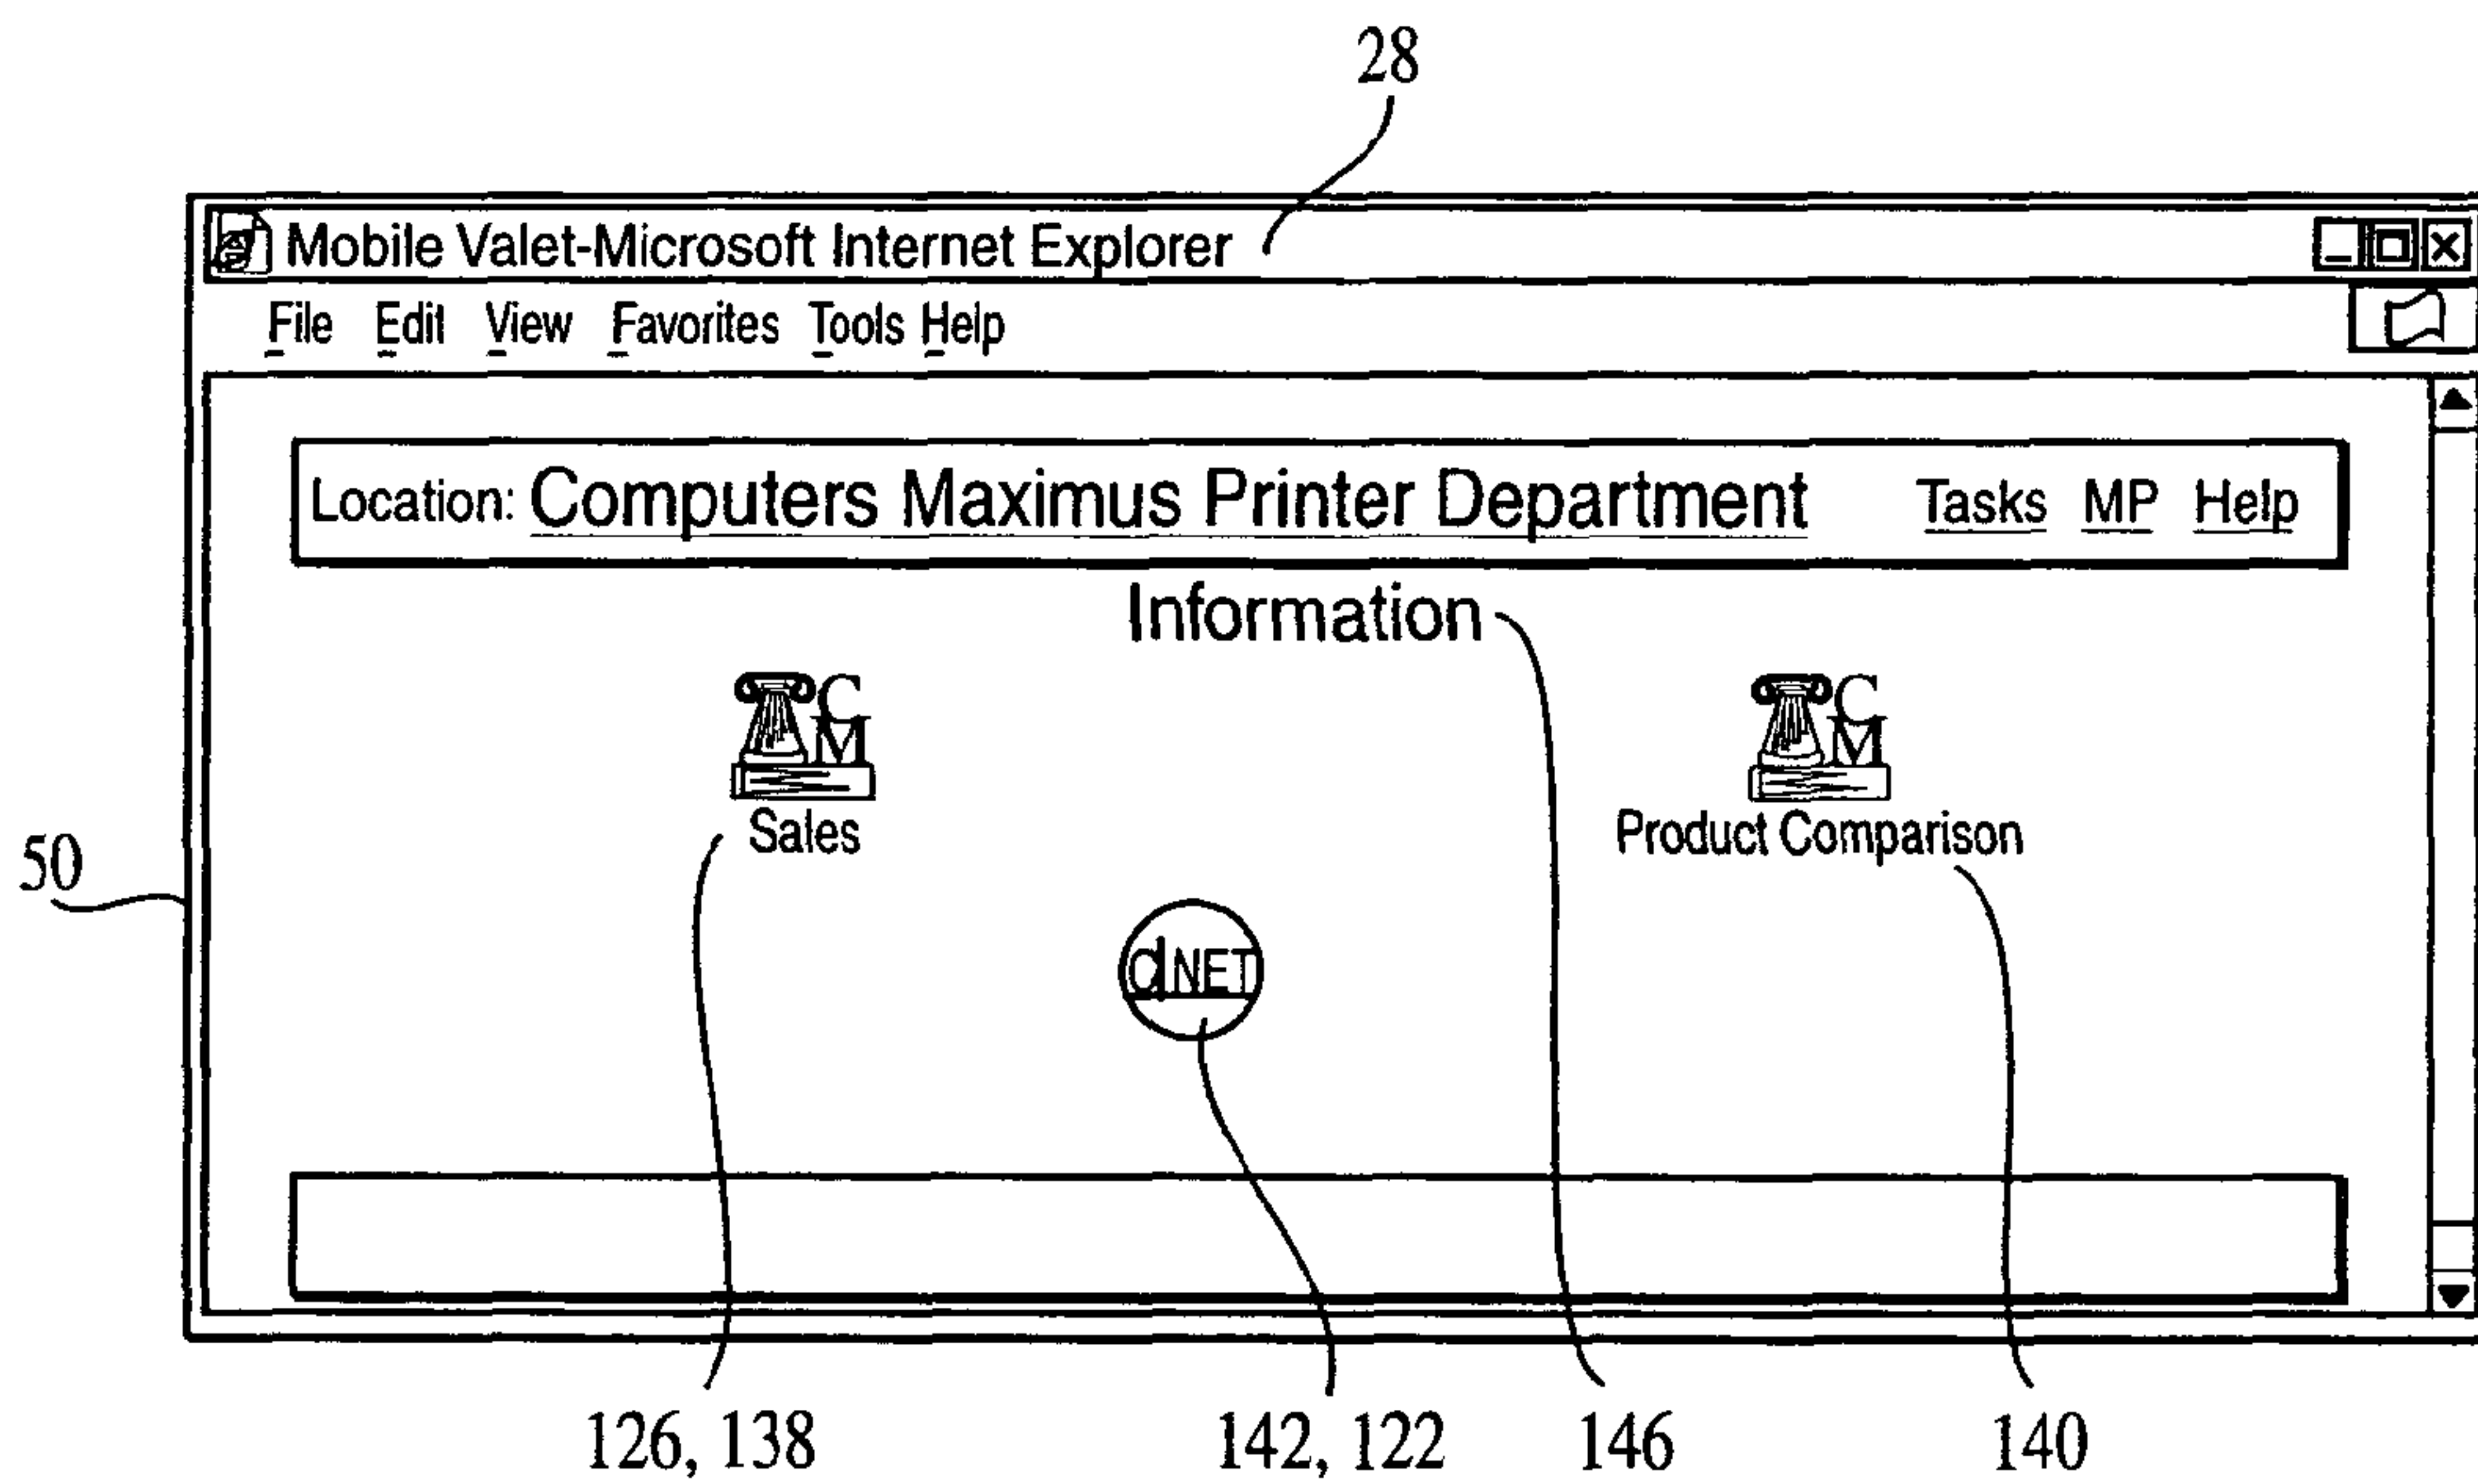 28
Mobile Valet-Microsoft Internet Explorer
File Edit View Favorites Tools Help
Location: Computers Maximus Printer Department Tasks MP Help
Information
C
M
C
M
Sales
Product Comparison
50
dNET
126, 138
142, 122
146
140